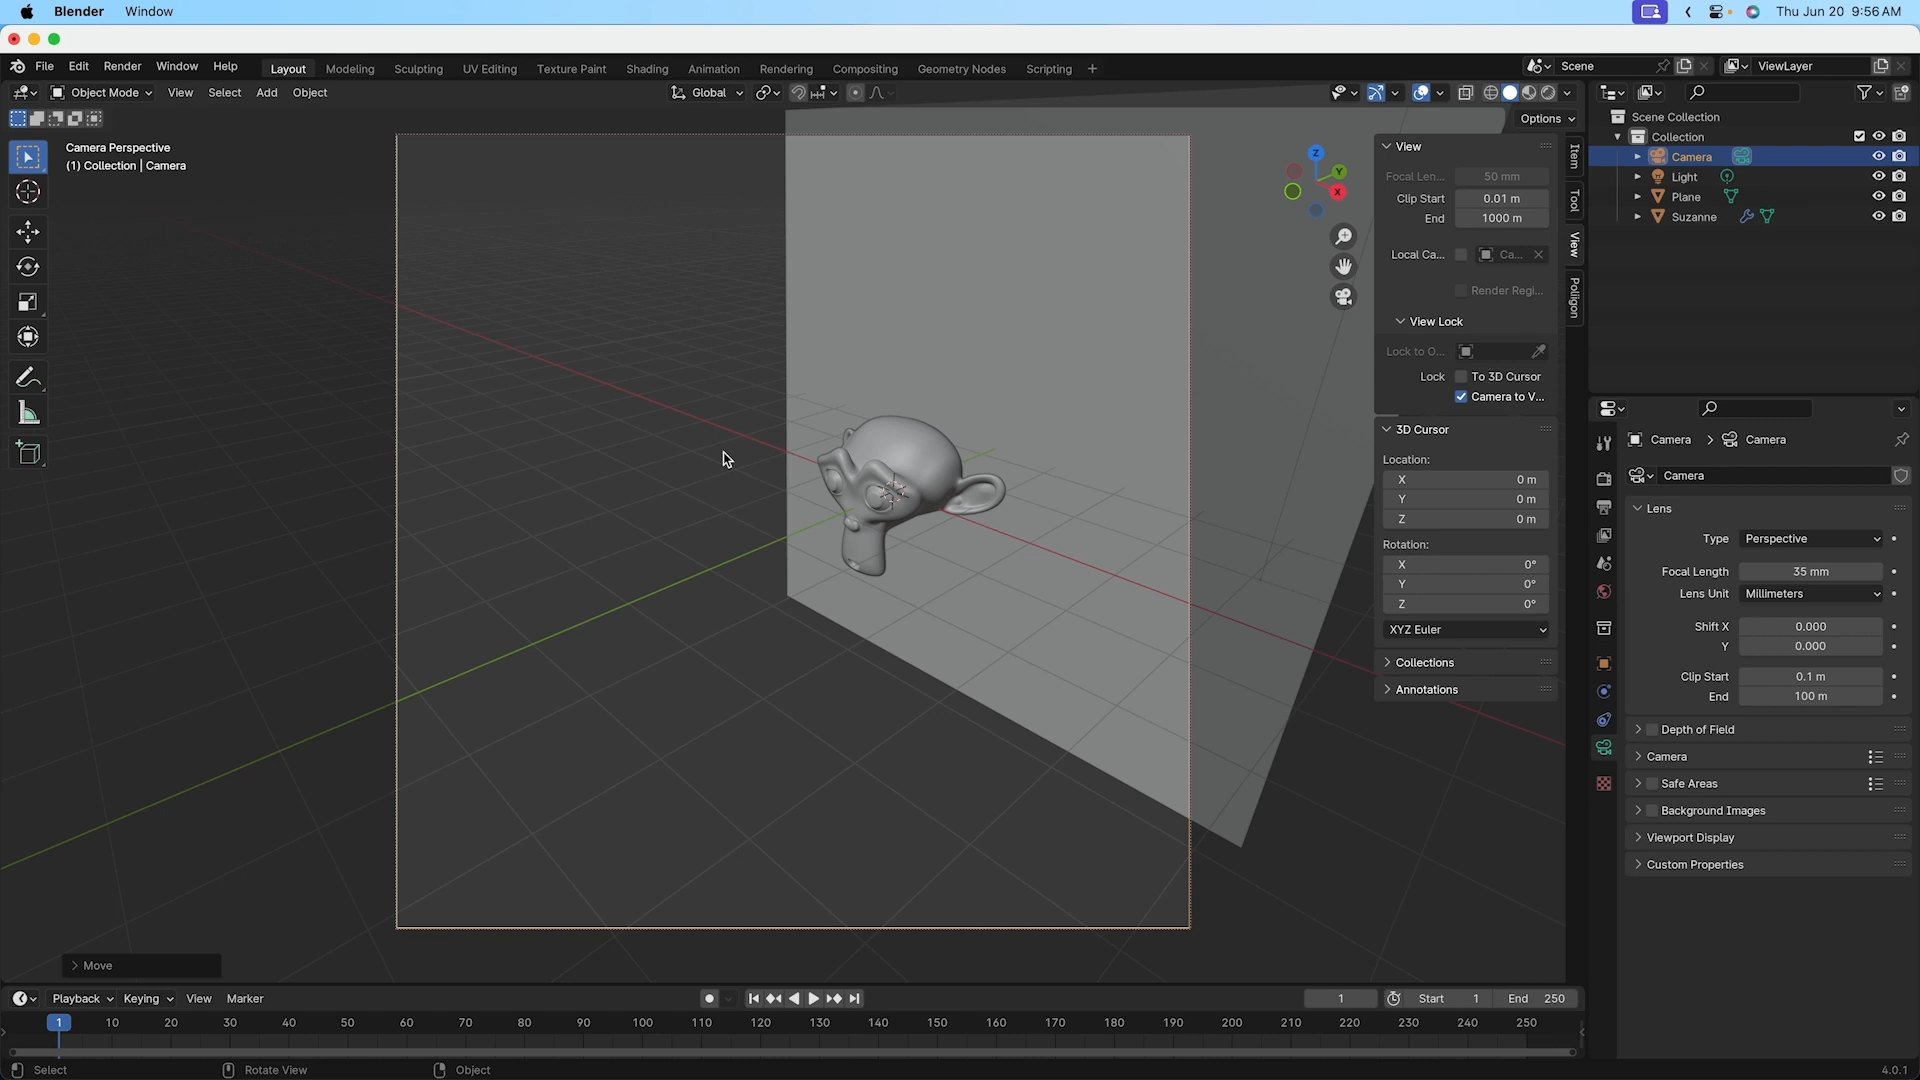 Blender Window Thu Jun 20 9:56 AM
File Edit Render Window Help Layout Modeling Sculpting UV Editing Texture Paint Shading Animation Rendering Compositing Geometry Nodes Scripting + Scene ViewLayer
Object Mode View Select Add Object Global
Options
Camera Perspective
(1) Collection | Camera
Z
Y
X
View
Focal Len... 50 mm
Clip Start 0.01 m
End 1000 m
Local Ca... Ca...
Render Regi...
View Lock
Lock to O...
Lock To 3D Cursor
Camera to V...
3D Cursor
Location:
X 0 m
Y 0 m
Z 0 m
Rotation:
X 0°
Y 0°
Z 0°
XYZ Euler
Collections
Annotations
Item
Tool
View
Poliigon
Scene Collection
Collection
Camera
Light
Plane
Suzanne
Camera > Camera
Camera
Lens
Type Perspective
Focal Length 35 mm
Lens Unit Millimeters
Shift X 0.000
Y 0.000
Clip Start 0.1 m
End 100 m
Depth of Field
Camera
Safe Areas
Background Images
Viewport Display
Custom Properties
Move
Playback Keying View Marker 1 Start 1 End 250
1 10 20 30 40 50 60 70 80 90 100 110 120 130 140 150 160 170 180 190 200 210 220 230 240 250
Select Rotate View Object 4.0.1